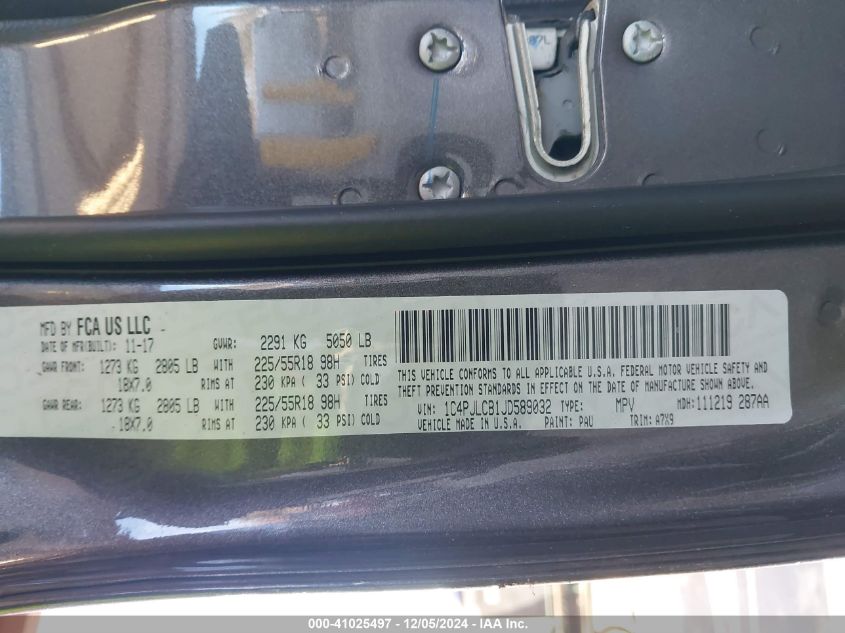 MFD BY FCA US LLC
DATE OF MFR(BUILT): 11-17 GVWR: 2291 KG 5050 LB
GAWR FRONT: 1273 KG 2805 LB WITH 225/55R18 98H TIRES
18X7.0 RIMS AT 230 KPA ( 33 PSI) COLD
GAWR REAR: 1273 KG 2805 LB WITH 225/55R18 98H TIRES
18X7.0 RIMS AT 230 KPA ( 33 PSI) COLD
THIS VEHICLE CONFORMS TO ALL APPLICABLE U.S.A. FEDERAL MOTOR VEHICLE SAFETY AND
THEFT PREVENTION STANDARDS IN EFFECT ON THE DATE OF MANUFACTURE SHOWN ABOVE.
VIN: 1C4PJLCB1JD589032 TYPE: MPV MDH: 111219 287AA
VEHICLE MADE IN U.S.A. PAINT: PAU TRIM: A7X9
000-41025497 - 12/05/2024 - IAA Inc.